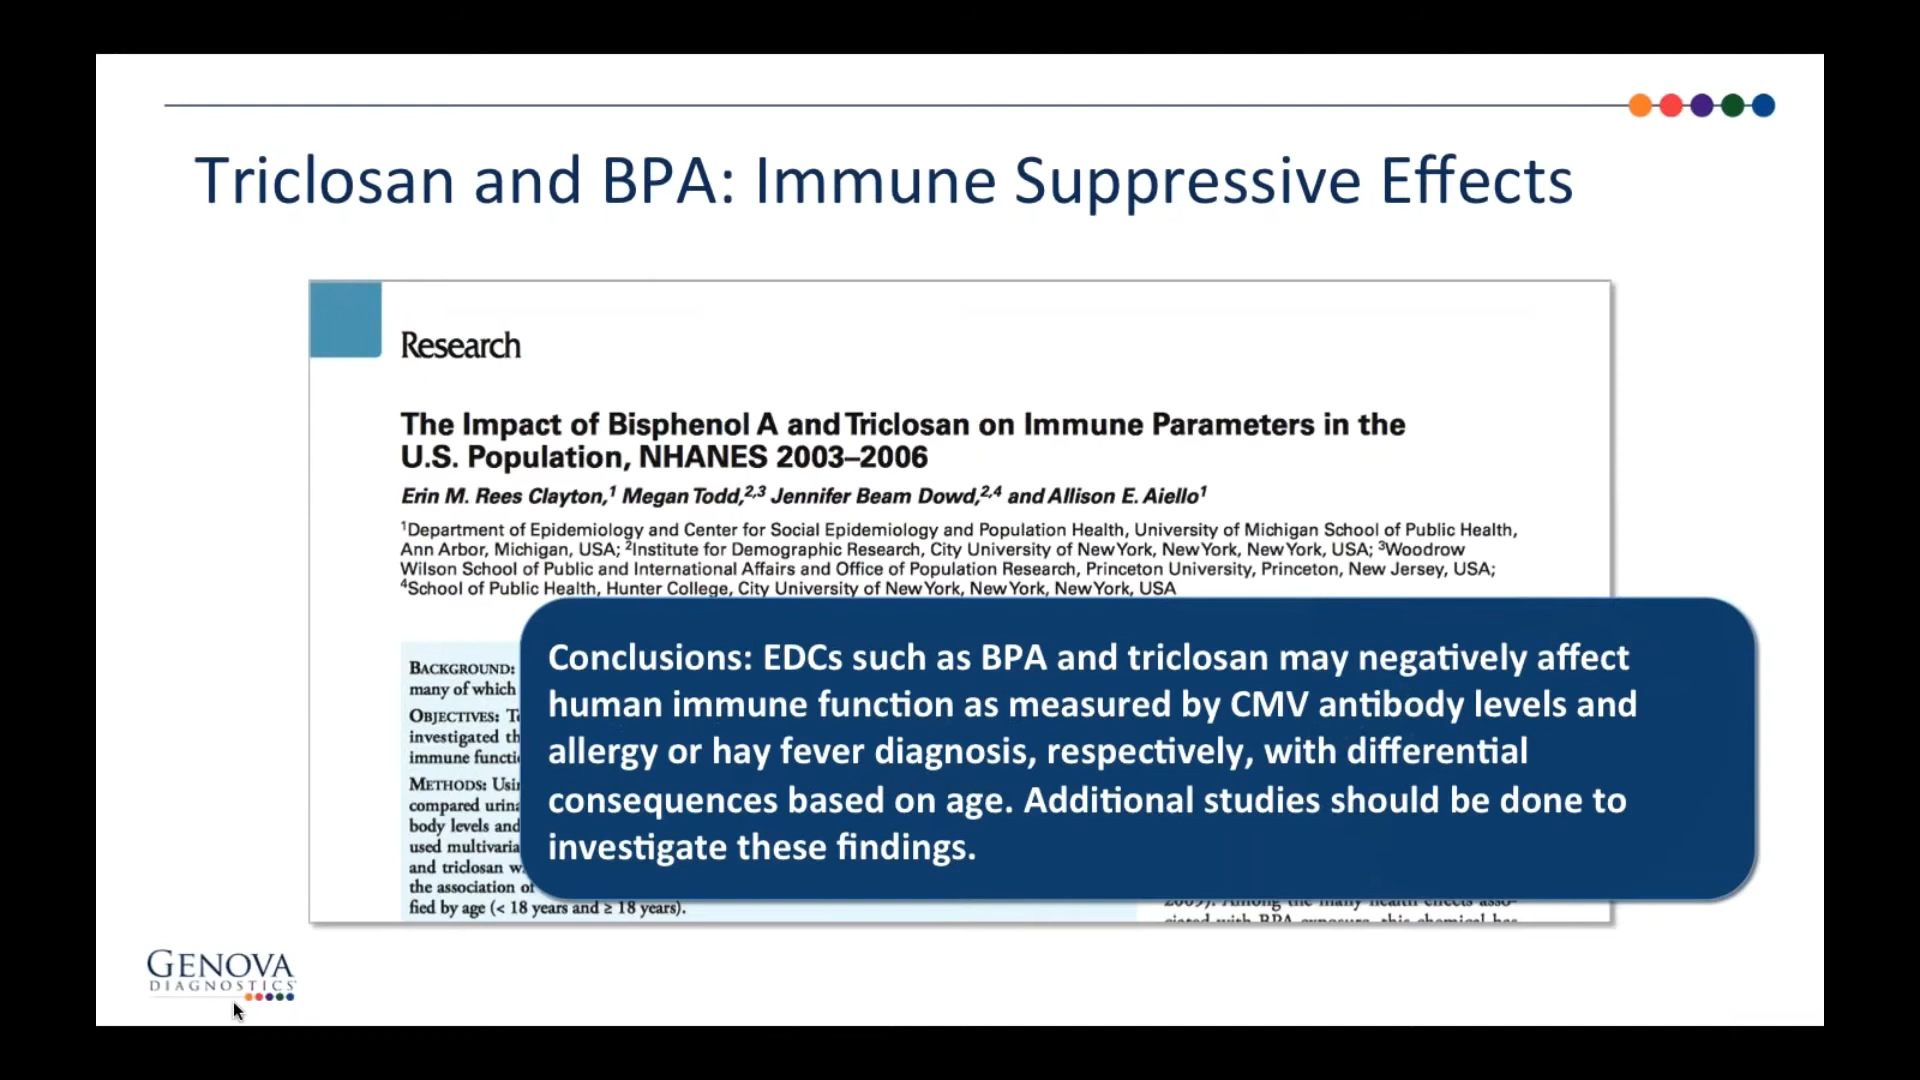 Triclosan and BPA: Immune Suppressive Effects
Research
The Impact of Bisphenol A and Triclosan on Immune Parameters in the
U.S. Population, NHANES 2003–2006
Erin M. Rees Clayton,1 Megan Todd,2,3 Jennifer Beam Dowd,2,4 and Allison E. Aiello1
1Department of Epidemiology and Center for Social Epidemiology and Population Health, University of Michigan School of Public Health,
Ann Arbor, Michigan, USA; 2Institute for Demographic Research, City University of New York, New York, New York, USA; 3Woodrow
Wilson School of Public and International Affairs and Office of Population Research, Princeton University, Princeton, New Jersey, USA;
4School of Public Health, Hunter College, City University of New York, New York, New York, USA
BACKGROUND:
many of which
OBJECTIVES:
investigated
immune
METHODS:
compared
body levels and
used
and triclosan
the association of
fied by age (< 18 years and ≥ 18 years).
Conclusions: EDCs such as BPA and triclosan may negatively affect
human immune function as measured by CMV antibody levels and
allergy or hay fever diagnosis, respectively, with differential
consequences based on age. Additional studies should be done to
investigate these findings.
GENOVA
DIAGNOSTICS